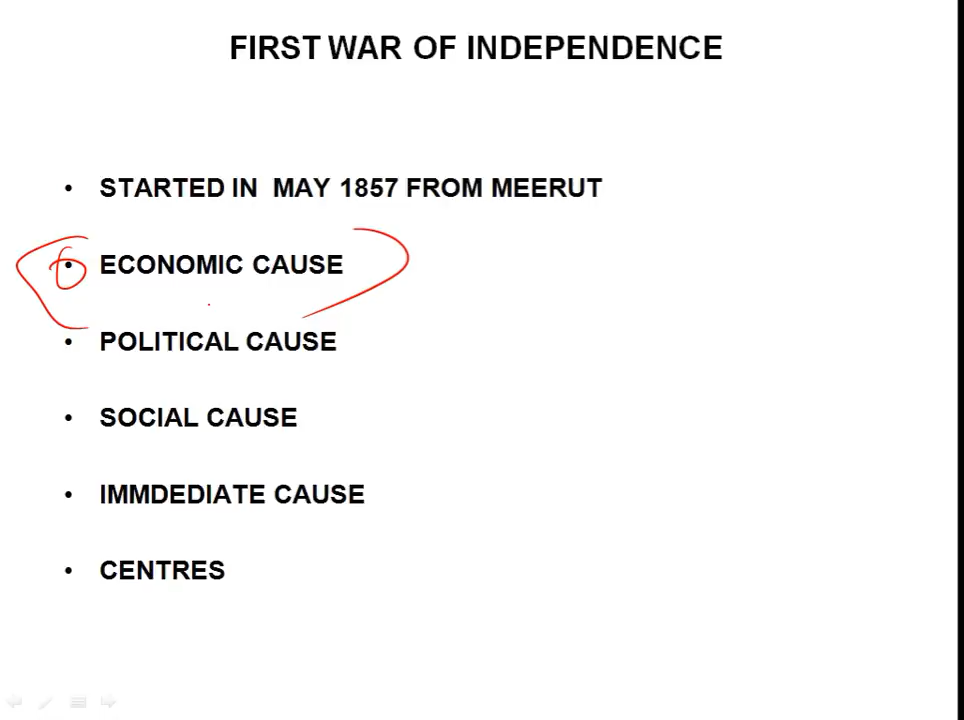 FIRST WAR OF INDEPENDENCE
• STARTED IN MAY 1857 FROM MEERUT
• ECONOMIC CAUSE
• POLITICAL CAUSE
• SOCIAL CAUSE
• IMMDEDIATE CAUSE
• CENTRES